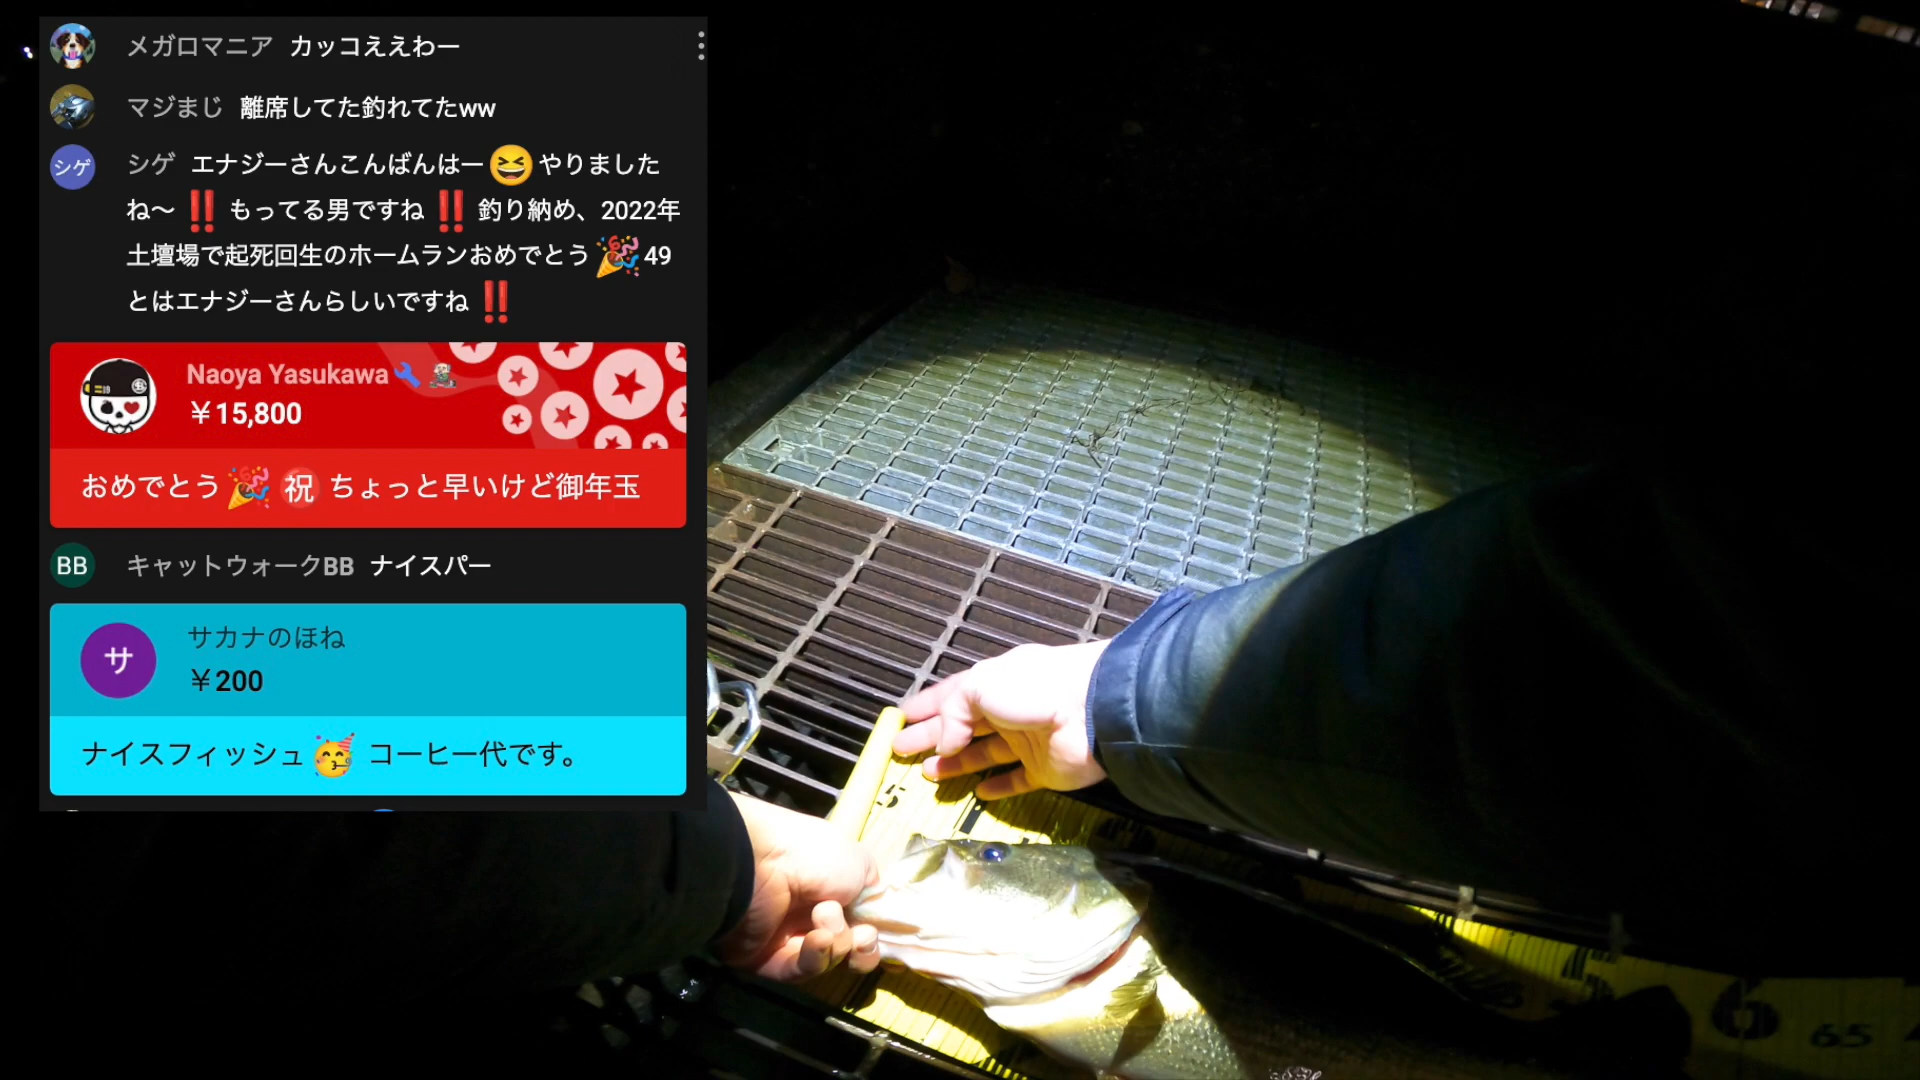 メガロマニア カッコええわー
マジまじ 離席してた釣れてたww
シゲ
シゲ エナジーさんこんばんはー😆やりました
ね〜‼️もってる男ですね‼️釣り納め、2022年
土壇場で起死回生のホームランおめでとう🎉49
とはエナジーさんらしいですね‼️
Naoya Yasukawa
￥15,800
おめでとう🎉㊗️ちょっと早いけど御年玉
BB
キャットウォークBB ナイスパー
サ
サカナのほね
￥200
ナイスフィッシュ🥳コーヒー代です。
5
6
65